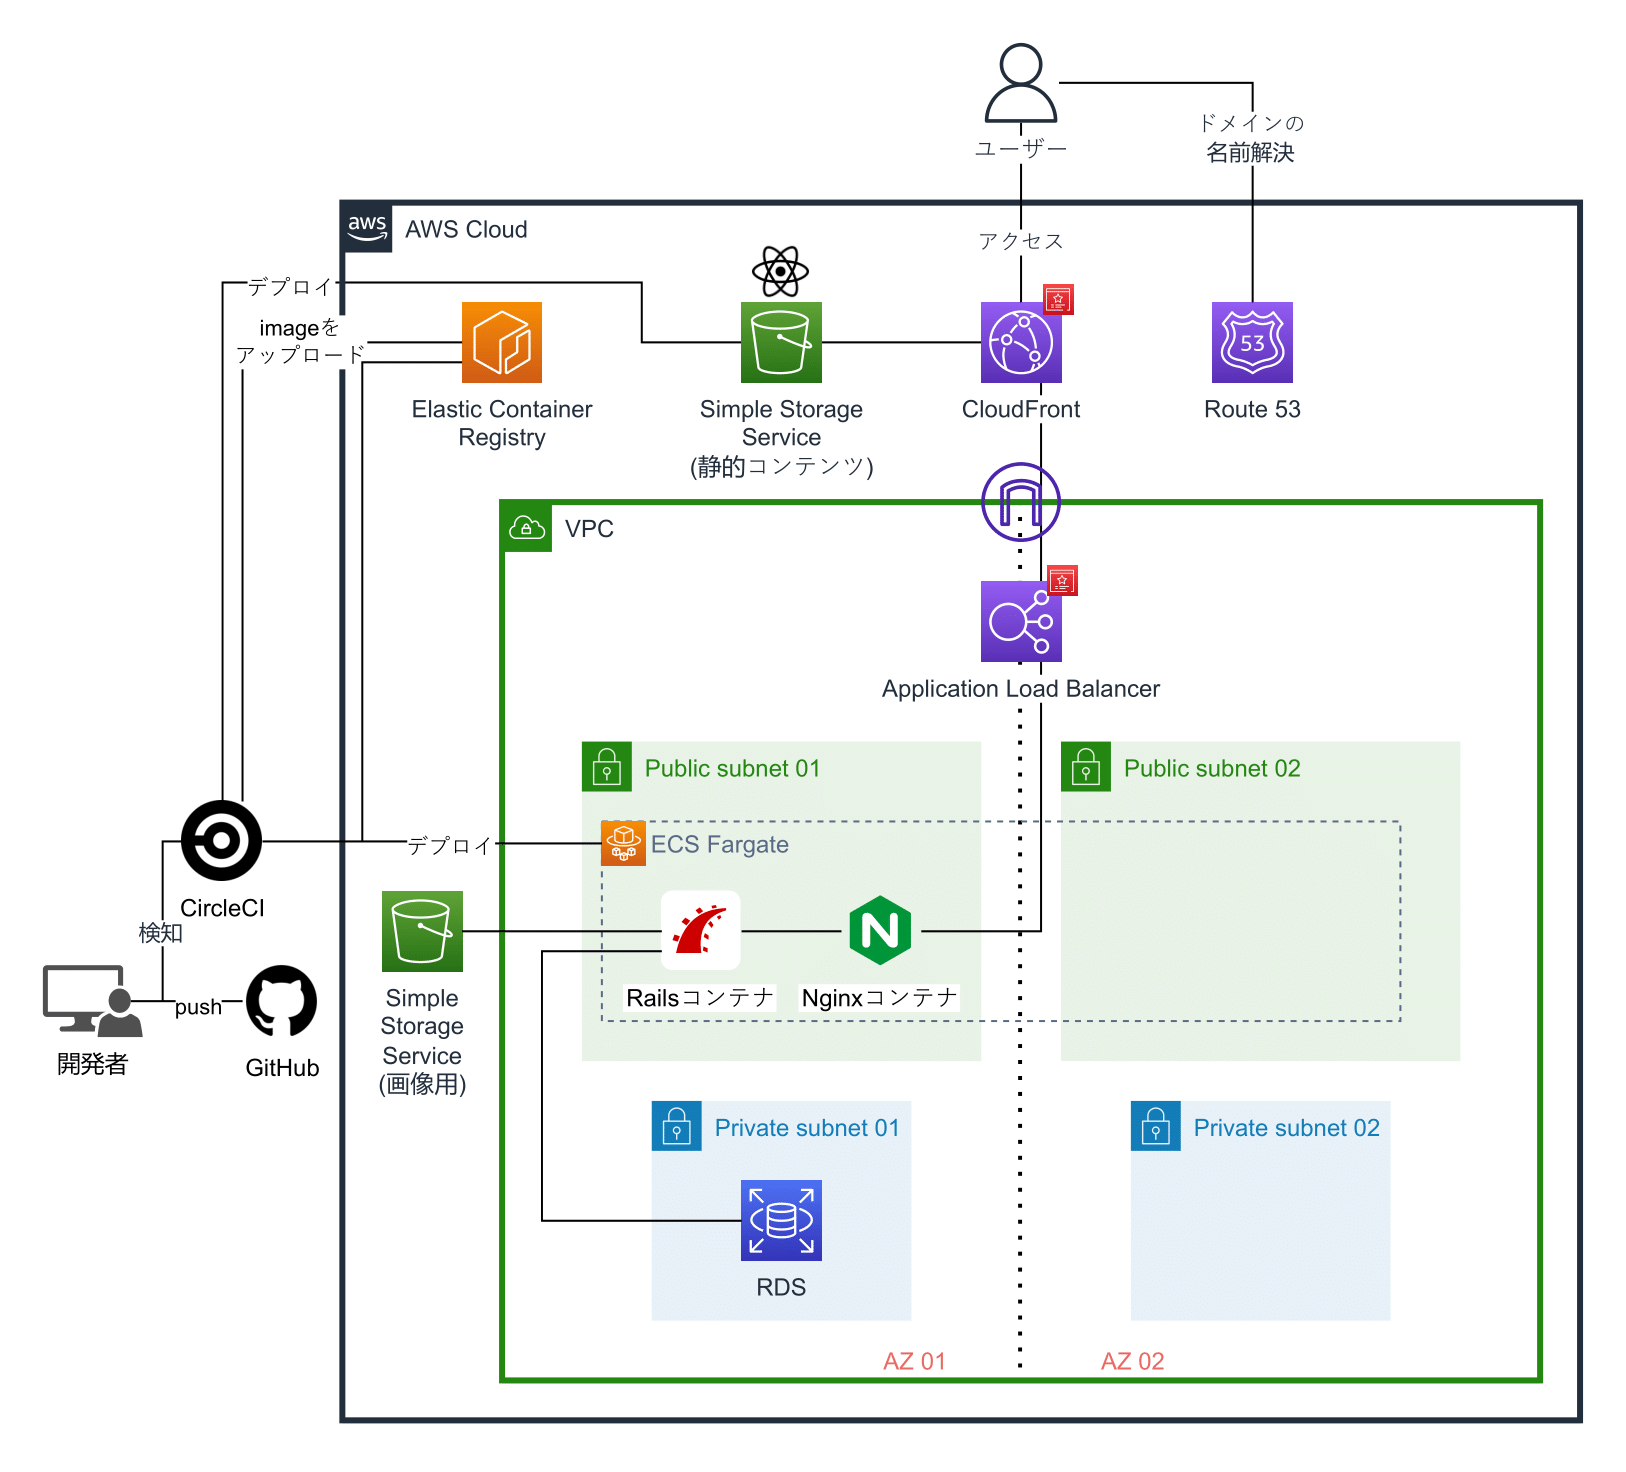 ユーザー
ドメインの
名前解決
aws
AWS Cloud
アクセス
デプロイ
imageを
アップロード
53
Elastic Container
Registry
Simple Storage
Service
(静的コンテンツ)
CloudFront
Route 53
VPC
Application Load Balancer
Public subnet 01
Public subnet 02
デプロイ
ECS Fargate
CircleCI
検知
N
push
Simple
Storage
Service
(画像用)
Railsコンテナ
Nginxコンテナ
開発者
GitHub
Private subnet 01
Private subnet 02
RDS
AZ 01
AZ 02